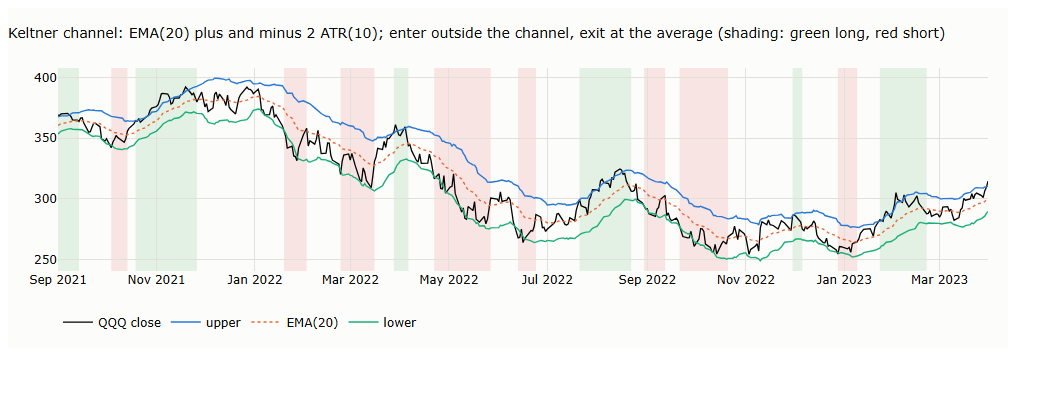 Keltner channel: EMA(20) plus and minus 2 ATR(10); enter outside the channel, exit at the average (shading: green long, red short)
400
350
300
250
Sep 2021 Nov 2021 Jan 2022 Mar 2022 May 2022 Jul 2022 Sep 2022 Nov 2022 Jan 2023 Mar 2023
QQQ close upper EMA(20) lower